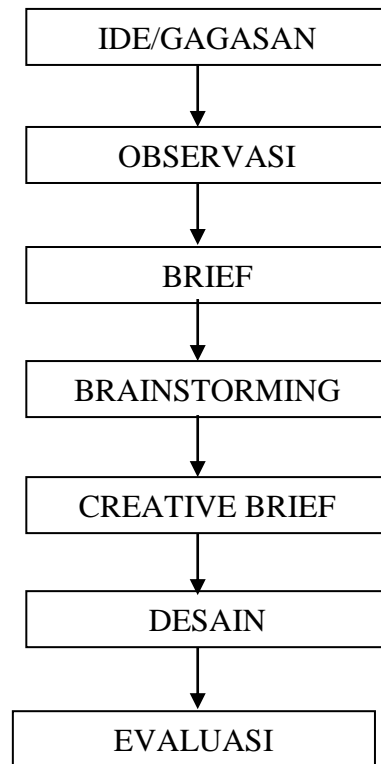 IDE/GAGASAN
OBSERVASI
BRIEF
BRAINSTORMING
CREATIVE BRIEF
DESAIN
EVALUASI